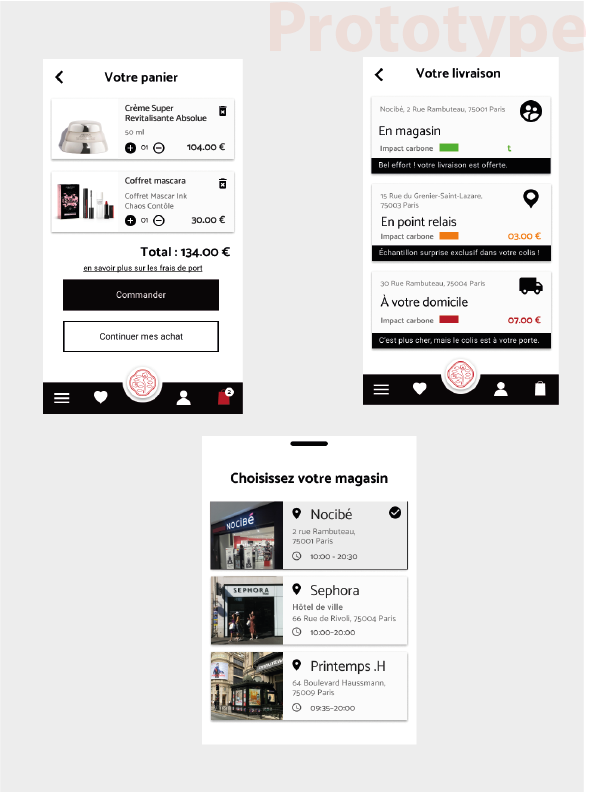 Prototype
Votre panier
Crème Super
Revitalisante Absolue
50 ml
01
104.00 €
Coffret mascara
Coffret Mascar Ink
Chaos Contôle
01
30.00 €
Total : 134.00 €
en savoir plus sur les frais de port
Commander
Continuer mes achat
2
Votre livraison
Nocibé, 2 Rue Rambuteau, 75001 Paris
En magasin
Impact carbone
t
Bel effort ! votre livraison est offerte.
15 Rue du Grenier-Saint-Lazare,
75003 Paris
En point relais
Impact carbone
03.00 €
Échantillon surprise exclusif dans votre colis !
30 Rue Rambuteau, 75004 Paris
À votre domicile
Impact carbone
07.00 €
C'est plus cher, mais le colis est à votre porte.
Choisissez votre magasin
NOCIBÉ
Nocibé
2 rue Rambuteau,
75001 Paris
10:00 - 20:30
SEPHORA
Sephora
Hôtel de ville
66 Rue de Rivoli, 75004 Paris
10:00-20:00
Printemps .H
64 Boulevard Haussmann,
75009 Paris
09:35-20:00